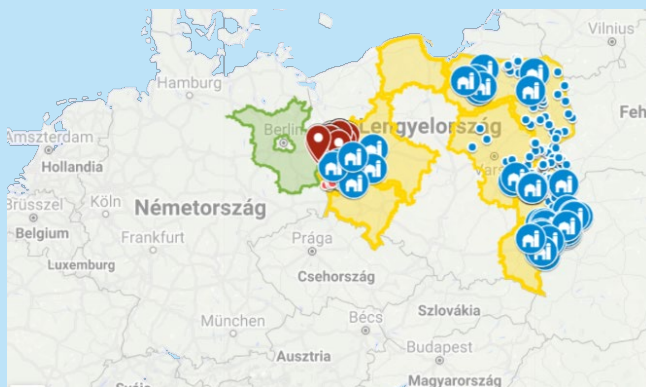 Vilnius
Hamburg
Feh
Lengyelország
Berlin
Amszterdam
Hollandia
Németország
Brüsszel
Köln
Belgium
Frankfurt
Prága
Luxemburg
Csehország
Szlovákia
München
Bécs
Budapest
Ausztria
Magyarország